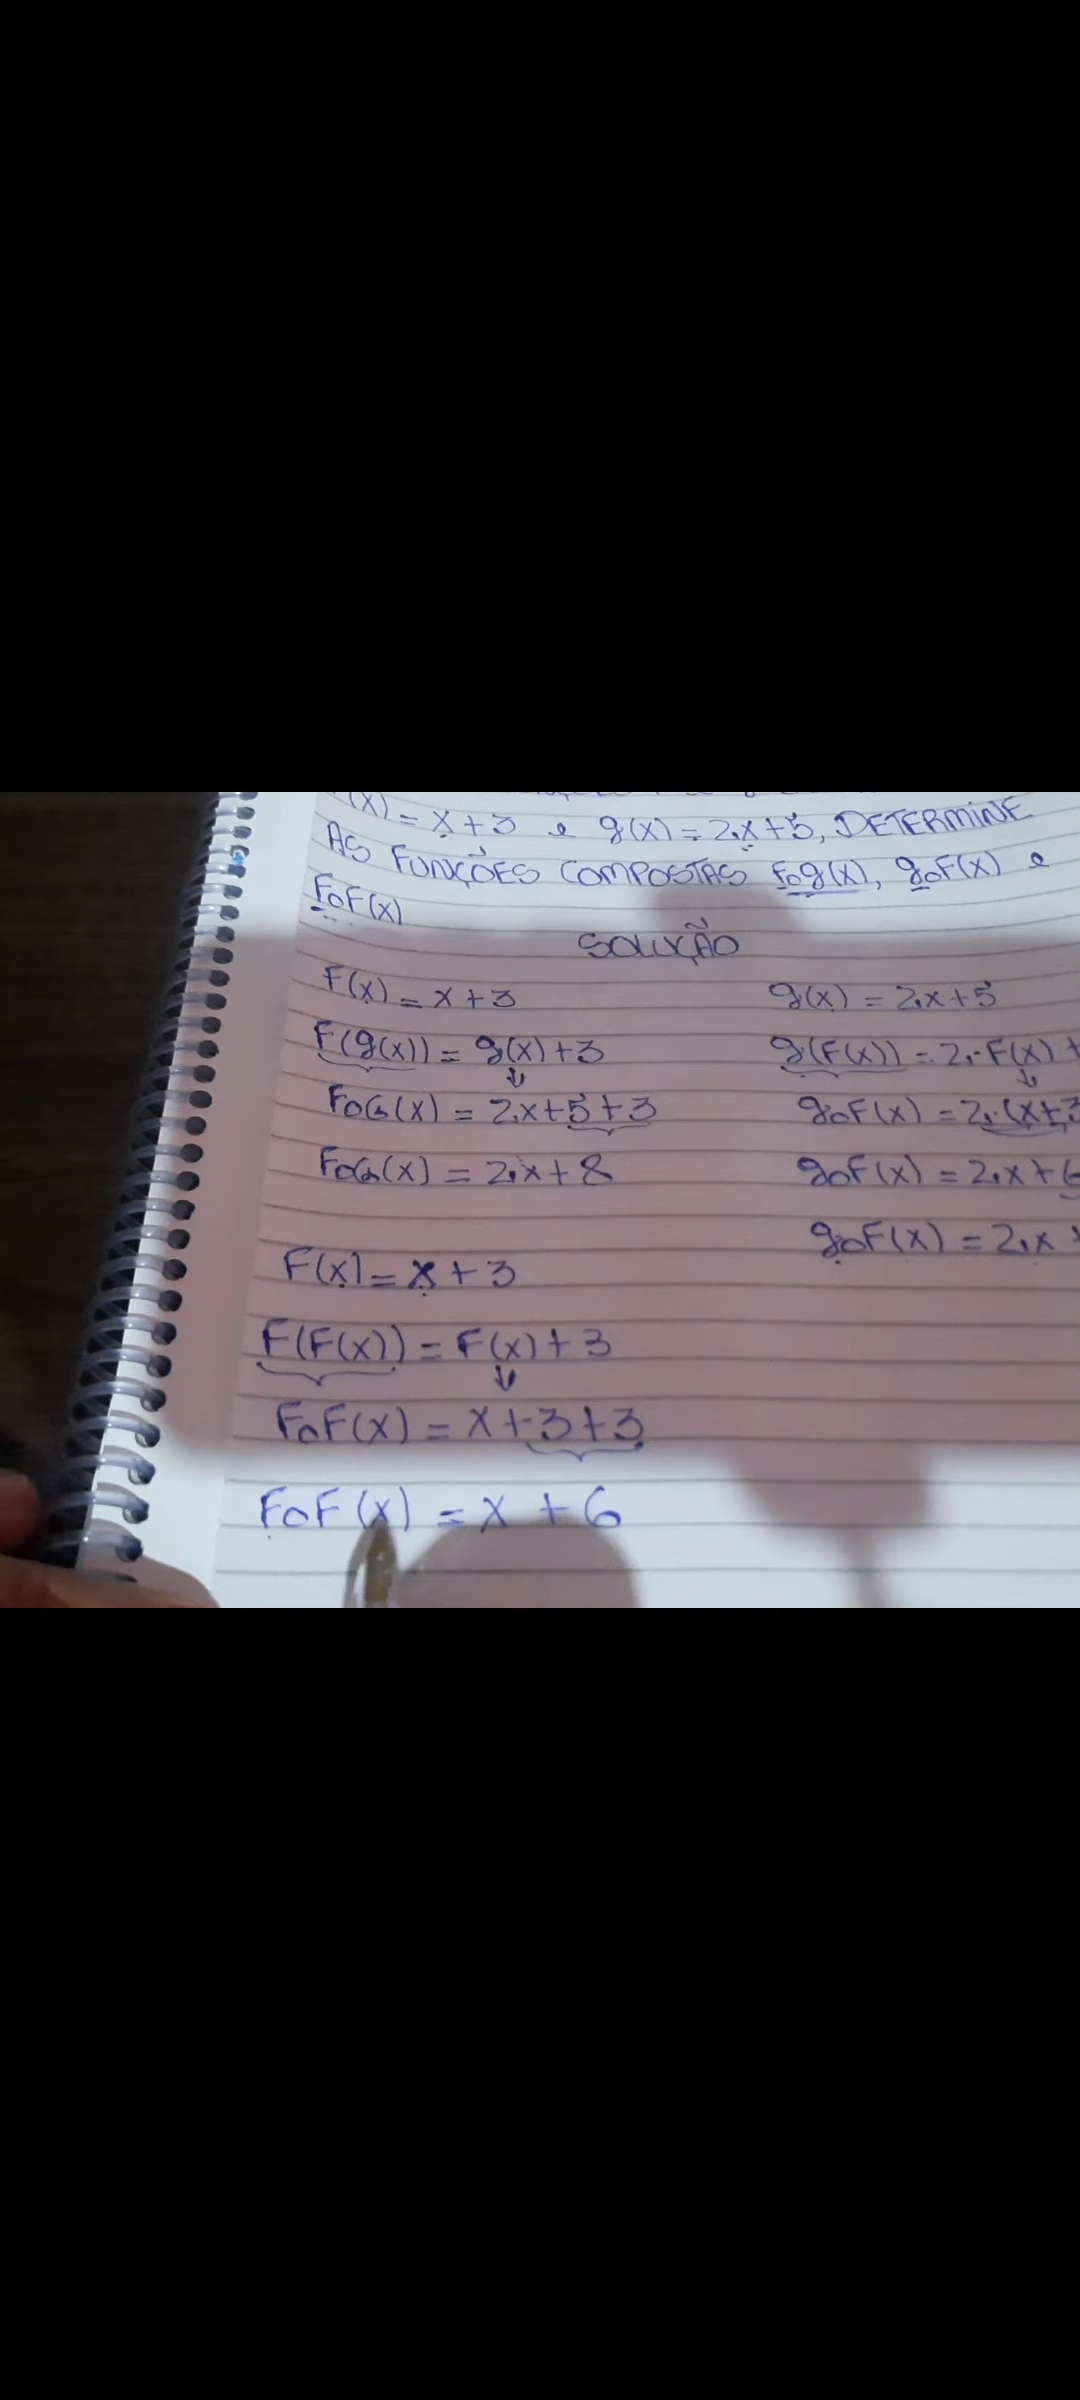 (x) = x + 3 e g(x) = 2.x + 5, DETERMINE
AS FUNÇÕES COMPOSTAS Fog(x), goF(x) e
FoF(x)
SOLUÇÃO
F(x) = x + 3
F(g(x)) = g(x) + 3
FoG(x) = 2.x + 5 + 3
FoG(x) = 2.x + 8
g(x) = 2.x + 5
g(F(x)) = 2.F(x) +
goF(x) = 2.(x + 3
goF(x) = 2.x + 6
goF(x) = 2.x +
F(x) = x + 3
F(F(x)) = F(x) + 3
FoF(x) = x + 3 + 3
FoF(x) = x + 6